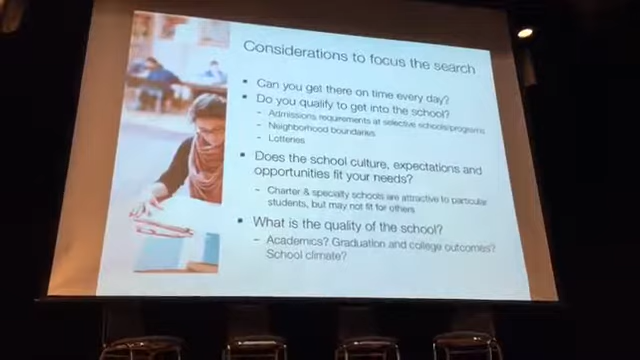 Considerations to focus the search
▪ Can you get there on time every day?
▪ Do you qualify to get into the school?
– Admissions requirements at selective schools/programs
– Neighborhood boundaries
– Lotteries
▪ Does the school culture, expectations and
opportunities fit your needs?
– Charter & specialty schools are attractive to particular
students, but may not fit for others
▪ What is the quality of the school?
– Academics? Graduation and college outcomes?
School climate?